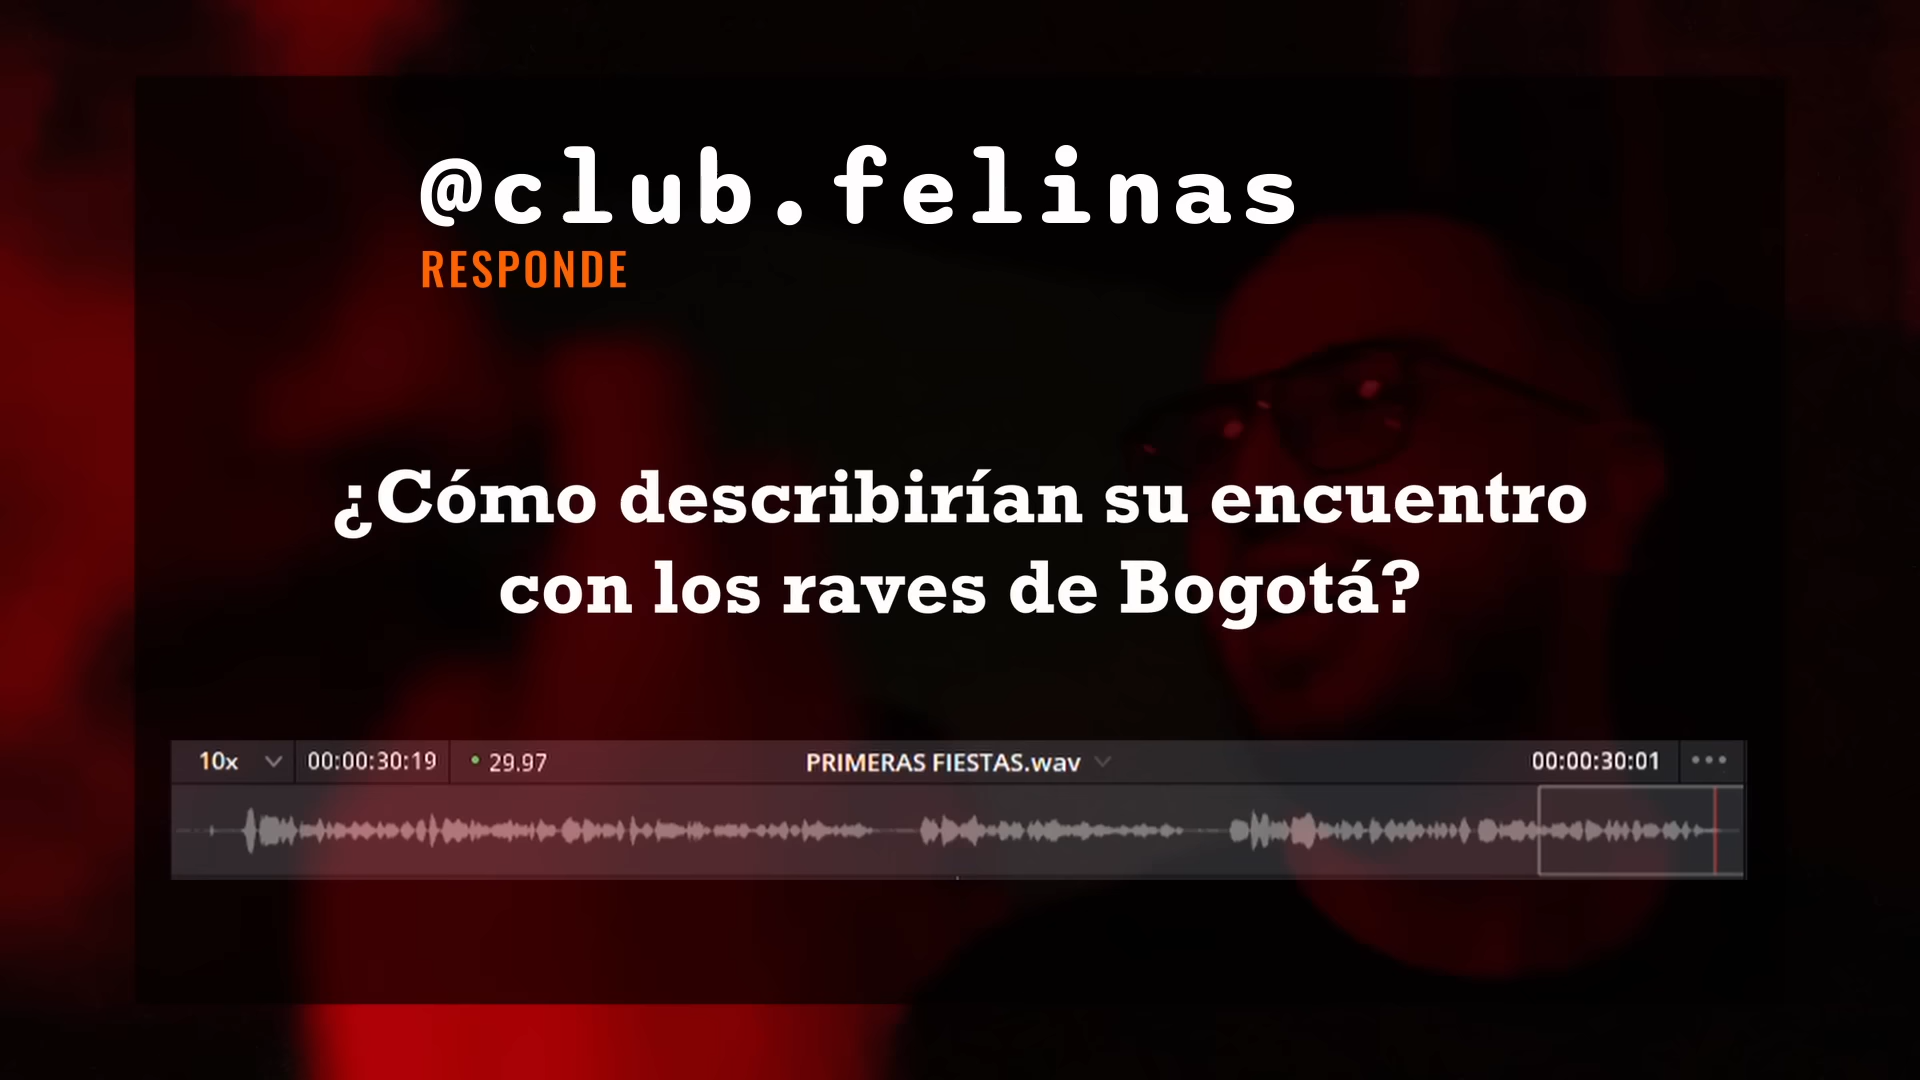 @club.felinas
RESPONDE
¿Cómo describirían su encuentro
con los raves de Bogotá?
10x 00:00:30:19 29.97 PRIMERAS FIESTAS.wav 00:00:30:01